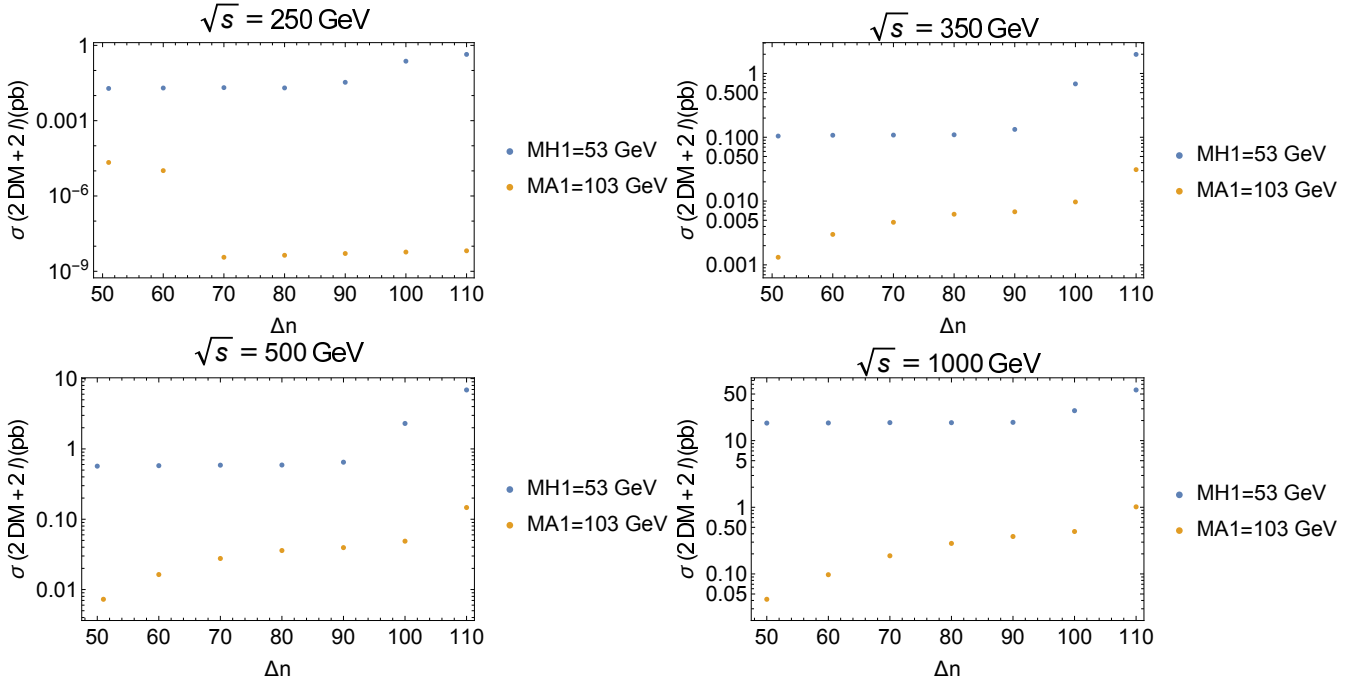 √s = 250 GeV
σ (2 DM + 2 l)(pb)
1
0.001
10⁻⁶
10⁻⁹
50 60 70 80 90 100 110
Δn
MH1=53 GeV
MA1=103 GeV
√s = 350 GeV
σ (2 DM + 2 l)(pb)
1
0.500
0.100
0.050
0.010
0.005
0.001
50 60 70 80 90 100 110
Δn
MH1=53 GeV
MA1=103 GeV
√s = 500 GeV
σ (2 DM + 2 l)(pb)
10
1
0.10
0.01
50 60 70 80 90 100 110
Δn
MH1=53 GeV
MA1=103 GeV
√s = 1000 GeV
σ (2 DM + 2 l)(pb)
50
10
5
1
0.50
0.10
0.05
50 60 70 80 90 100 110
Δn
MH1=53 GeV
MA1=103 GeV